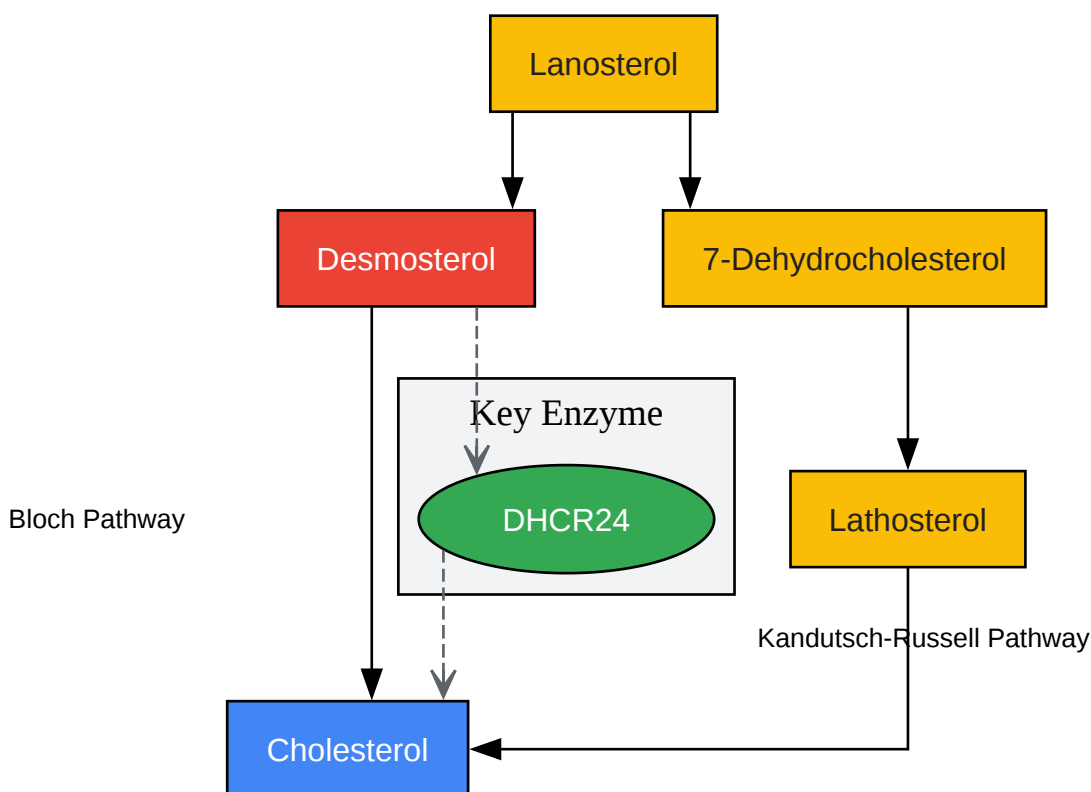 Lanosterol
Desmosterol
7-Dehydrocholesterol
Key Enzyme
DHCR24
Lathosterol
Bloch Pathway
Kandutsch-Russell Pathway
Cholesterol